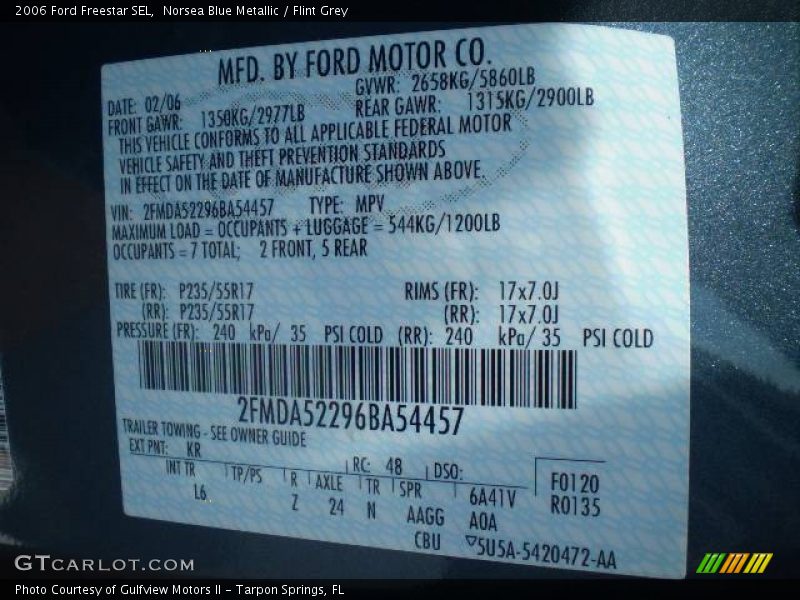 2006 Ford Freestar SEL, Norsea Blue Metallic / Flint Grey
MFD. BY FORD MOTOR CO.
DATE: 02/06 GVWR: 2658KG/5860LB
FRONT GAWR: 1350KG/2977LB REAR GAWR: 1315KG/2900LB
THIS VEHICLE CONFORMS TO ALL APPLICABLE FEDERAL MOTOR
VEHICLE SAFETY AND THEFT PREVENTION STANDARDS
IN EFFECT ON THE DATE OF MANUFACTURE SHOWN ABOVE.
VIN: 2FMDA52296BA54457 TYPE: MPV
MAXIMUM LOAD = OCCUPANTS + LUGGAGE = 544KG/1200LB
OCCUPANTS = 7 TOTAL; 2 FRONT, 5 REAR
TIRE (FR): P235/55R17 RIMS (FR): 17x7.0J
(RR): P235/55R17 (RR): 17x7.0J
PRESSURE (FR): 240 kPa/ 35 PSI COLD (RR): 240 kPa/ 35 PSI COLD
2FMDA52296BA54457
TRAILER TOWING - SEE OWNER GUIDE
EXT PNT: KR RC: 48 DSO: F0120
INT TR TP/PS R AXLE TR SPR 6A41V R0135
L6 Z 24 N AAGG A0A
CBU ▽5U5A-5420472-AA
GTCARLOT.COM
Photo Courtesy of Gulfview Motors II - Tarpon Springs, FL